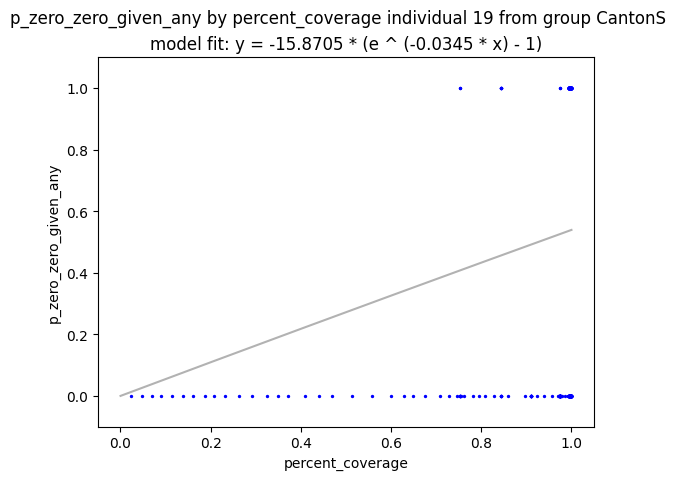 p_zero_zero_given_any by percent_coverage individual 19 from group CantonS
model fit: y = -15.8705 * (e ^ (-0.0345 * x) - 1)
1.0
0.8
0.6
0.4
0.2
0.0
p_zero_zero_given_any
0.0 0.2 0.4 0.6 0.8 1.0
percent_coverage